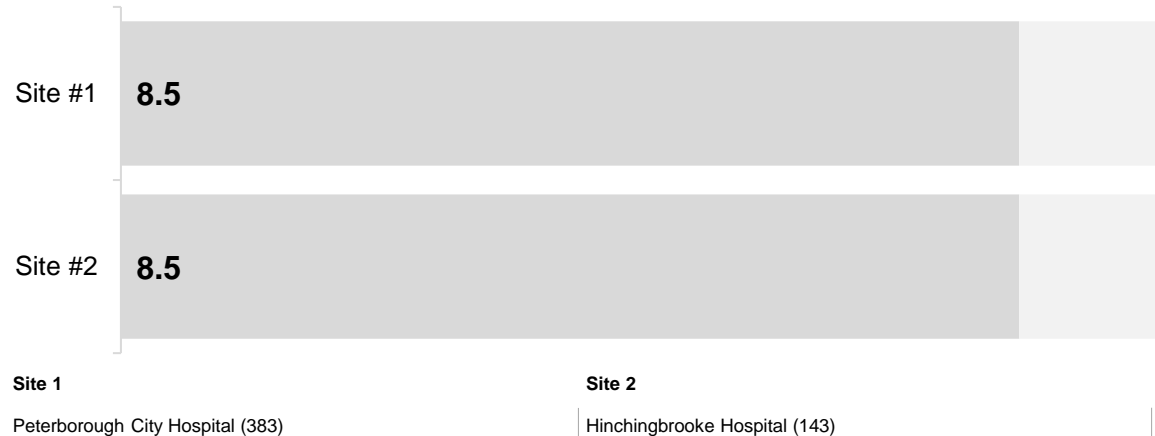 Site #1 8.5
Site #2 8.5
Site 1 Site 2
Peterborough City Hospital (383) Hinchingbrooke Hospital (143)